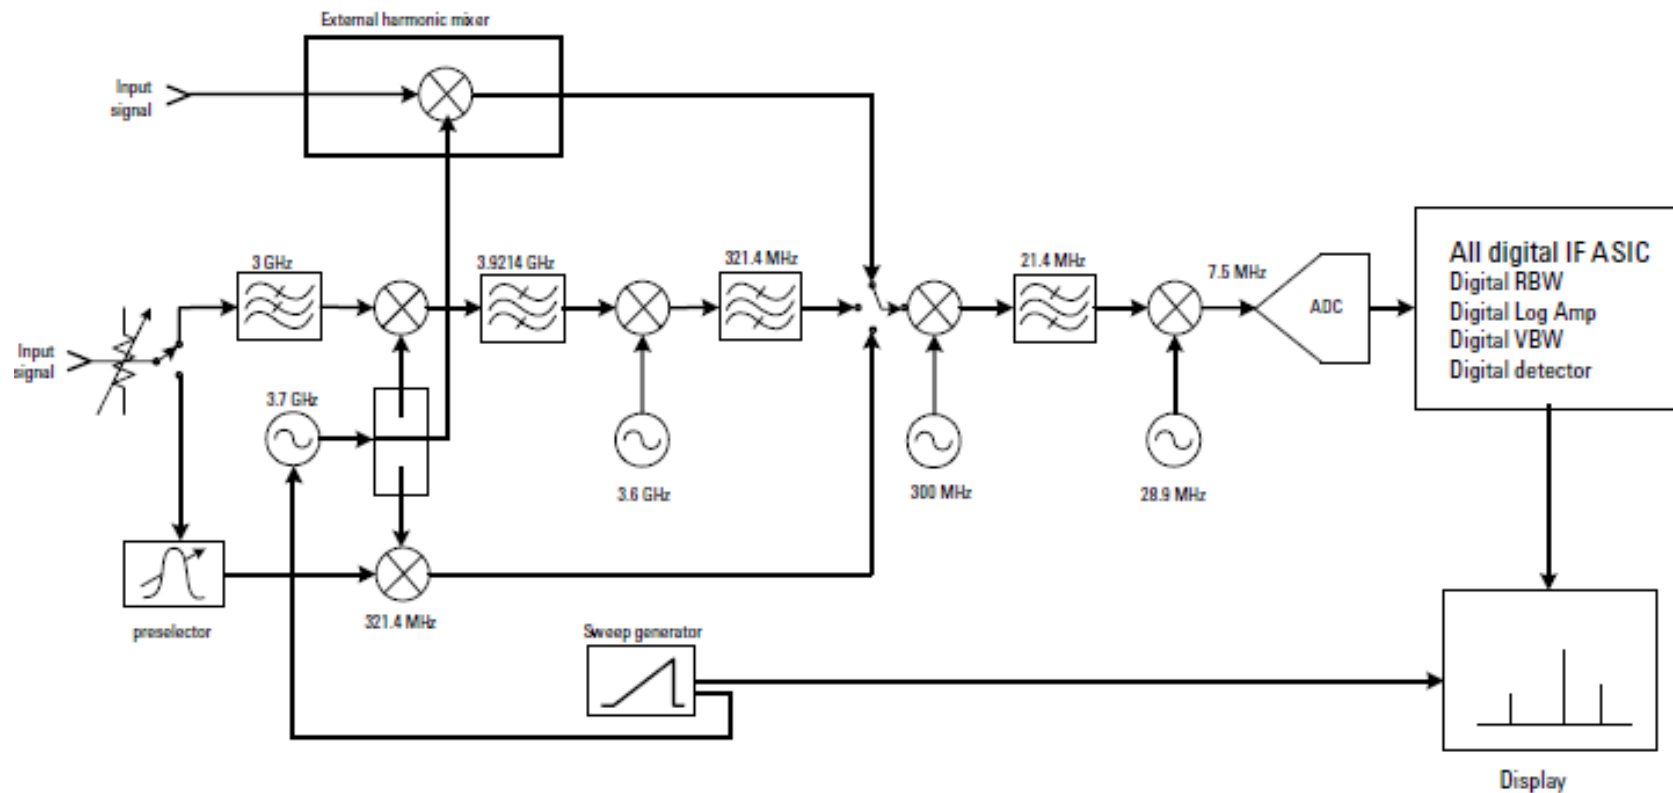 External harmonic mixer
Input
signal
3 GHz
3.9214 GHz
321.4 MHz
21.4 MHz
7.5 MHz
ADC
All digital IF ASIC
Digital RBW
Digital Log Amp
Digital VBW
Digital detector
Input
signal
3.7 GHz
3.6 GHz
300 MHz
28.9 MHz
321.4 MHz
preselector
Sweep generator
Display